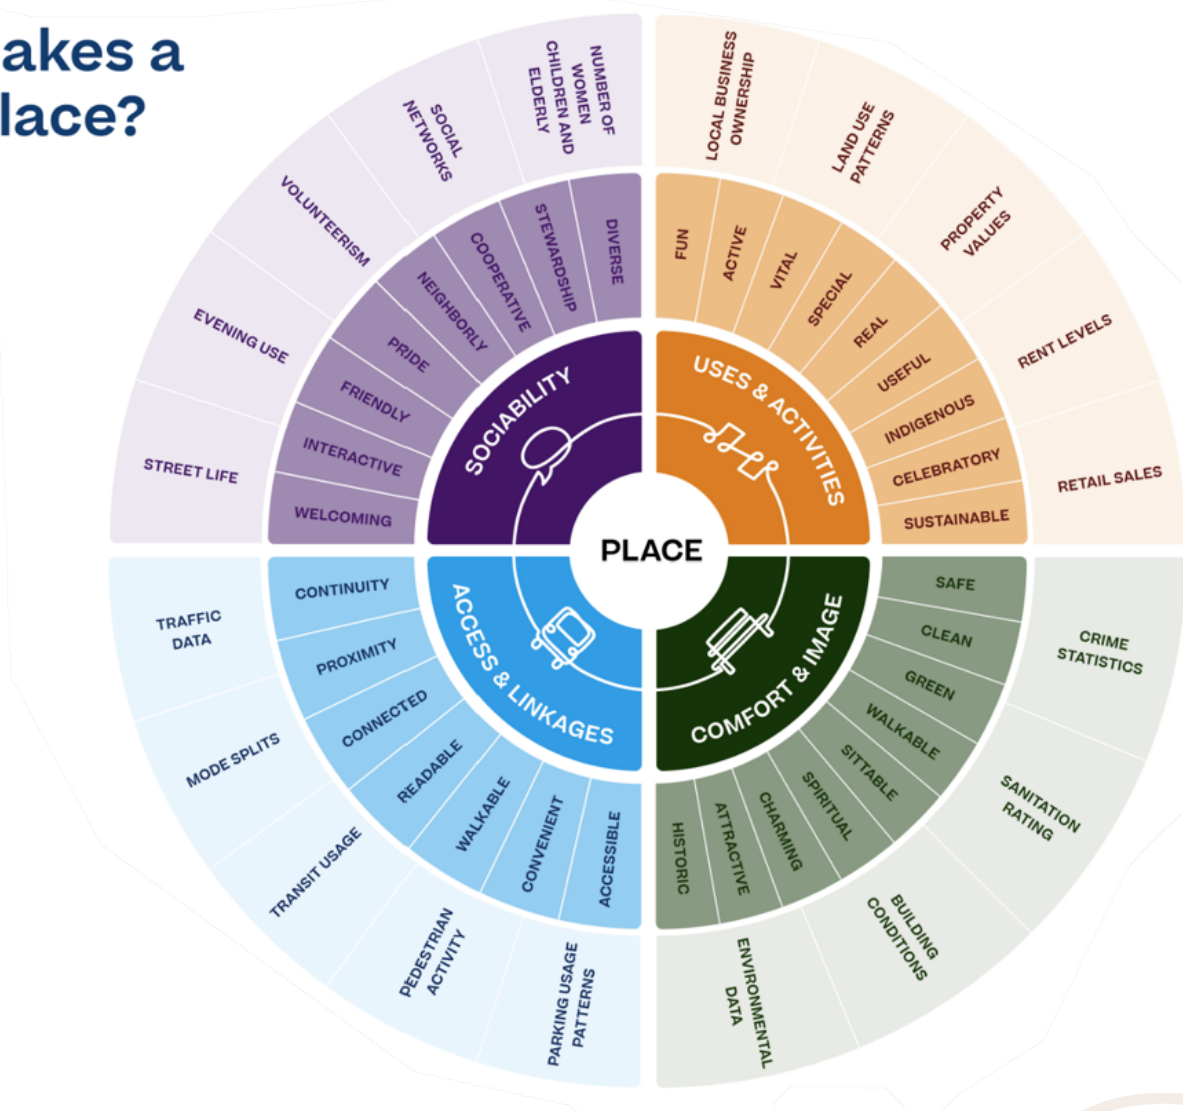 akes a
lace?
NUMBER OF
WOMEN
CHILDREN AND
ELDERLY
SOCIAL
NETWORKS
VOLUNTEERISM
EVENING USE
STREET LIFE
DIVERSE
STEWARDSHIP
COOPERATIVE
NEIGHBORLY
PRIDE
FRIENDLY
INTERACTIVE
WELCOMING
SOCIABILITY
LOCAL BUSINESS
OWNERSHIP
LAND USE
PATTERNS
PROPERTY
VALUES
RENT LEVELS
RETAIL SALES
FUN
ACTIVE
VITAL
SPECIAL
REAL
USEFUL
INDIGENOUS
CELEBRATORY
SUSTAINABLE
USES & ACTIVITIES
PLACE
ACCESS & LINKAGES
CONTINUITY
PROXIMITY
CONNECTED
READABLE
WALKABLE
CONVENIENT
ACCESSIBLE
TRAFFIC
DATA
MODE SPLITS
TRANSIT USAGE
PEDESTRIAN
ACTIVITY
PARKING USAGE
PATTERNS
COMFORT & IMAGE
SAFE
CLEAN
GREEN
WALKABLE
SITTABLE
SPIRITUAL
CHARMING
ATTRACTIVE
HISTORIC
CRIME
STATISTICS
SANITATION
RATING
BUILDING
CONDITIONS
ENVIRONMENTAL
DATA